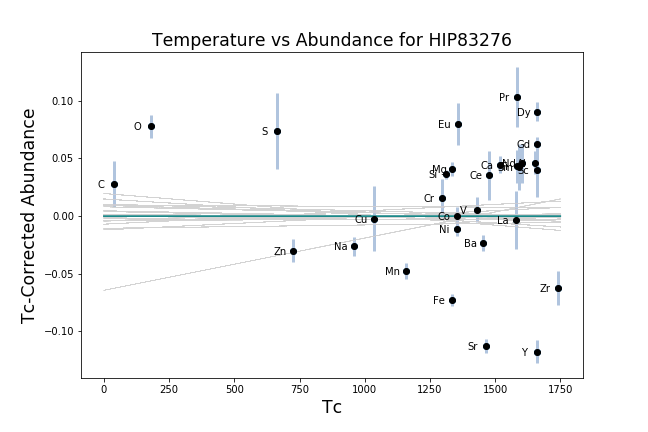 Temperature vs Abundance for HIP83276
Tc-Corrected Abundance
0.10
0.05
0.00
−0.05
−0.10
Pr
Dy
O
S
Eu
Gd
C
Mg
Si
Ca
Nd
Sc
Ce
Cr
V
Cu
Co
La
Ni
Zn
Na
Ba
Mn
Zr
Fe
Sr
Y
0
250
500
750
1000
1250
1500
1750
Tc